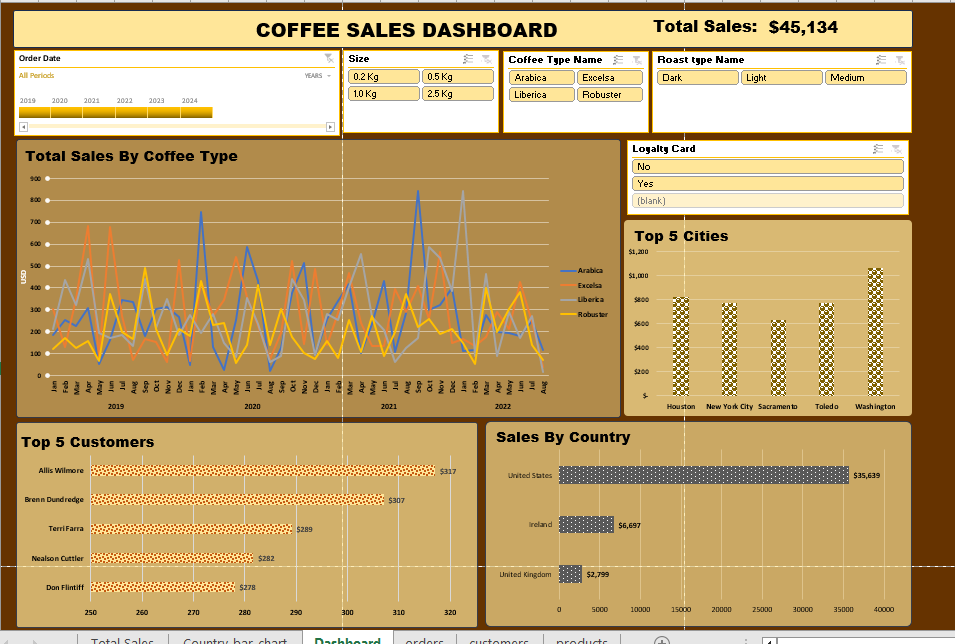 COFFEE SALES DASHBOARD
Total Sales: $45,134
Order Date
All Periods
YEARS
2019 2020 2021 2022 2023 2024
Size
0.2 Kg 0.5 Kg
1.0 Kg 2.5 Kg
Coffee Type Name
Arabica Excelsa
Liberica Robuster
Roast type Name
Dark Light Medium
Total Sales By Coffee Type
900
800
700
600
500
400
300
200
100
0
USD
Jan Feb Mar Apr May Jun Jul Aug Sep Oct Nov Dec Jan Feb Mar Apr May Jun Jul Aug Sep Oct Nov Dec Jan Feb Mar Apr May Jun Jul Aug Sep Oct Nov Dec Jan Feb Mar Apr May Jun Jul Aug
2019 2020 2021 2022
Arabica
Excelsa
Liberica
Robuster
Loyalty Card
No
Yes
(blank)
Top 5 Cities
$1,200
$1,000
$800
$600
$400
$200
$-
Houston New York City Sacramento Toledo Washington
Top 5 Customers
Allis Wilmore $317
Brenn Dundredge $307
Terri Farra $289
Nealson Cuttler $282
Don Flintiff $278
250 260 270 280 290 300 310 320
Sales By Country
United States $35,639
Ireland $6,697
United Kingdom $2,799
0 5000 10000 15000 20000 25000 30000 35000 40000
Total Sales Country bar chart Dashboard orders customers products